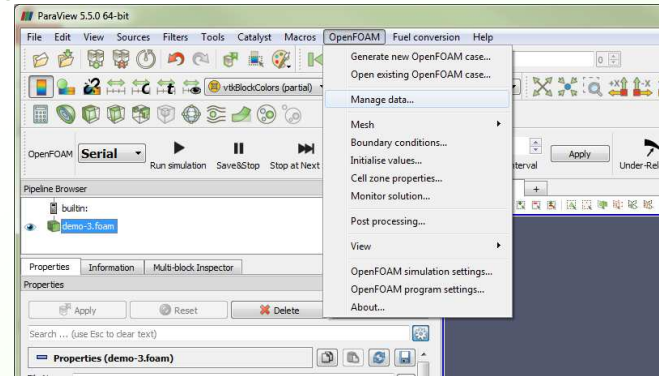 ParaView 5.5.0 64-bit
File Edit View Sources Filters Tools Catalyst Macros OpenFOAM Fuel conversion Help
Generate new OpenFOAM case...
Open existing OpenFOAM case...
0
vtkBlockColors (partial)
Manage data...
Mesh
Boundary conditions...
Initialise values...
Cell zone properties...
Monitor solution...
Post processing...
View
OpenFOAM simulation settings...
OpenFOAM program settings...
About...
OpenFOAM Serial Run simulation Save&Stop Stop at Next
terval Apply Under-Rel
Pipeline Browser
+
builtin:
demo-3.foam
Properties Information Multi-block Inspector
Properties
Apply Reset Delete
Search ... (use Esc to clear text)
Properties (demo-3.foam)